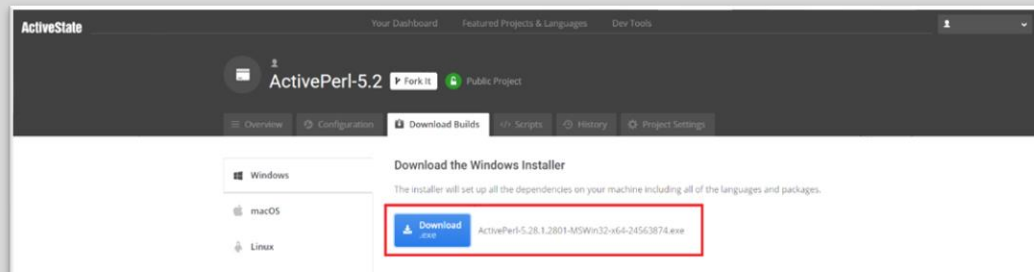 ActiveState
Your Dashboard Featured Projects & Languages Dev Tools
ActivePerl-5.2 Fork It Public Project
Overview Configuration Download Builds </> Scripts History Project Settings
Windows
macOS
Linux
Download the Windows Installer
The installer will set up all the dependencies on your machine including all of the languages and packages.
Download
.exe
ActivePerl-5.28.1.2801-MSWin32-x64-24563874.exe